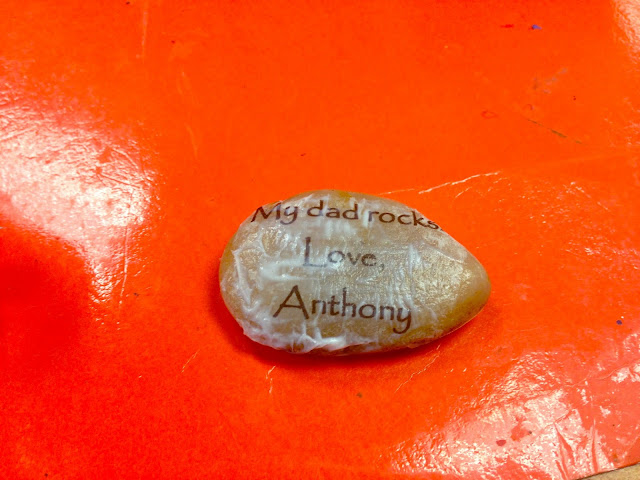 My dad rocks.
Love,
Anthony